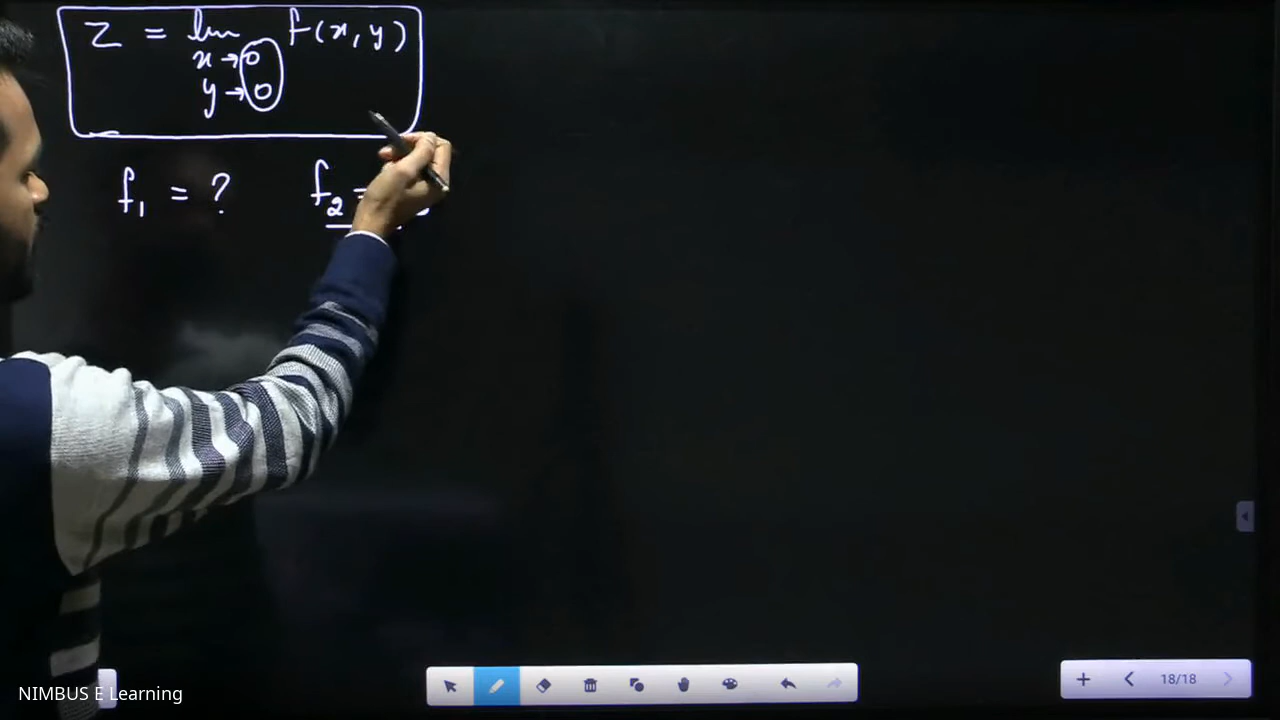 z = lim f(x, y)
x → 0
y → 0
f₁ = ? f₂ =
18/18
NIMBUS E Learning